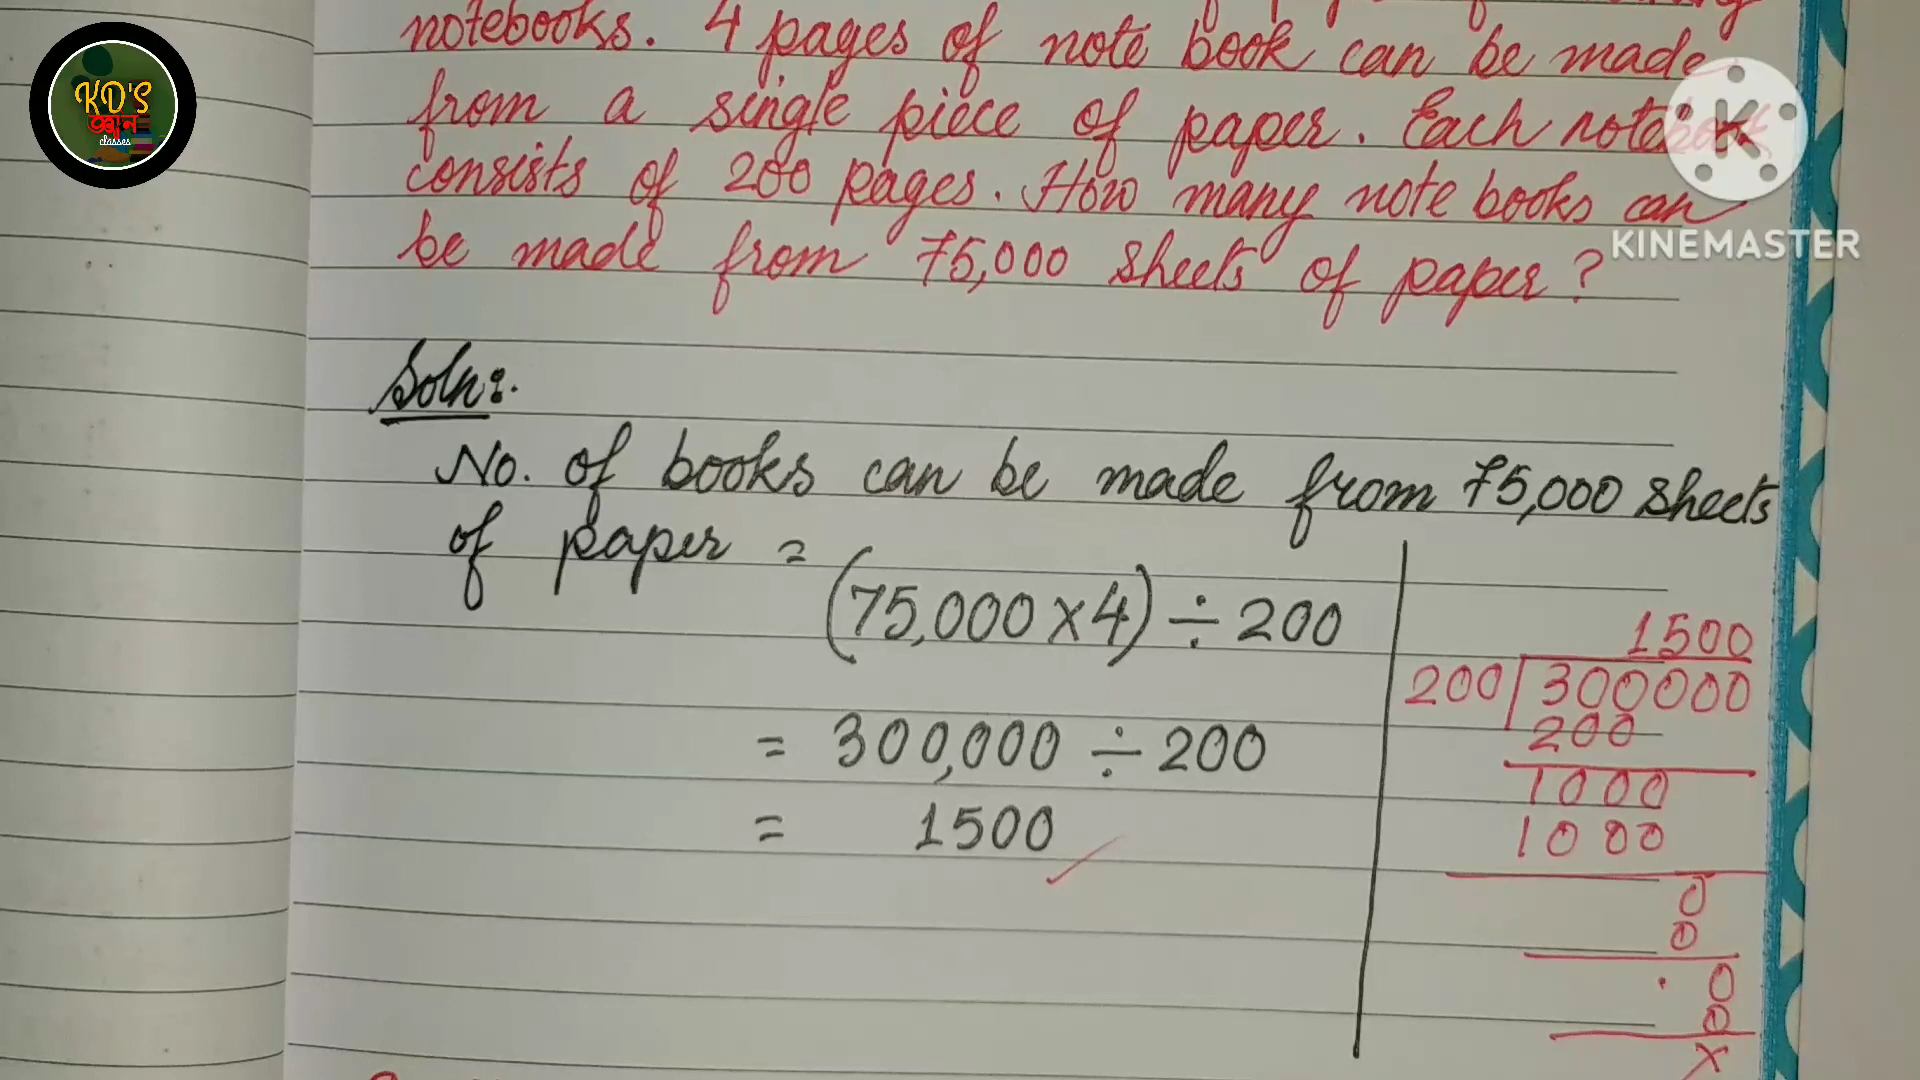 KD'S
জ্ঞান
classes
notebooks. 4 pages of note book can be made
from a single piece of paper. Each notebook
consists of 200 pages. How many note books can
be made from 75,000 sheets of paper?
K
KINEMASTER
Soln:.
No. of books can be made from 75,000 sheets
of paper =
(75,000 × 4) ÷ 200
= 300,000 ÷ 200
= 1500
1500
200 300000
200
1000
1000
0
0
0
0
x